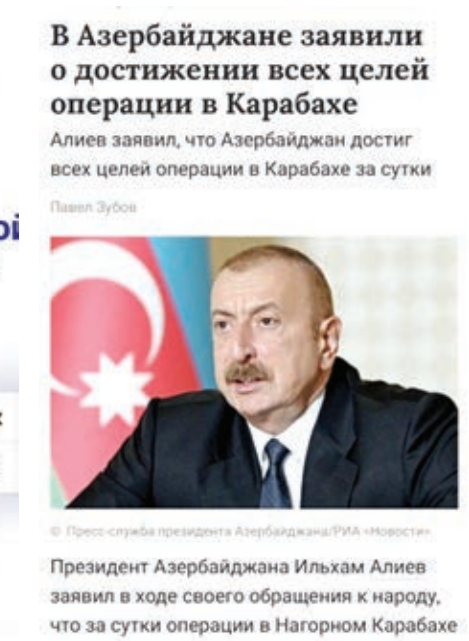 В Азербайджане заявили
о достижении всех целей
операции в Карабахе
Алиев заявил, что Азербайджан достиг
всех целей операции в Карабахе за сутки
Павел Зубов
ой
© Пресс-служба президента Азербайджана/РИА «Новости»
Президент Азербайджана Ильхам Алиев
заявил в ходе своего обращения к народу,
что за сутки операции в Нагорном Карабахе